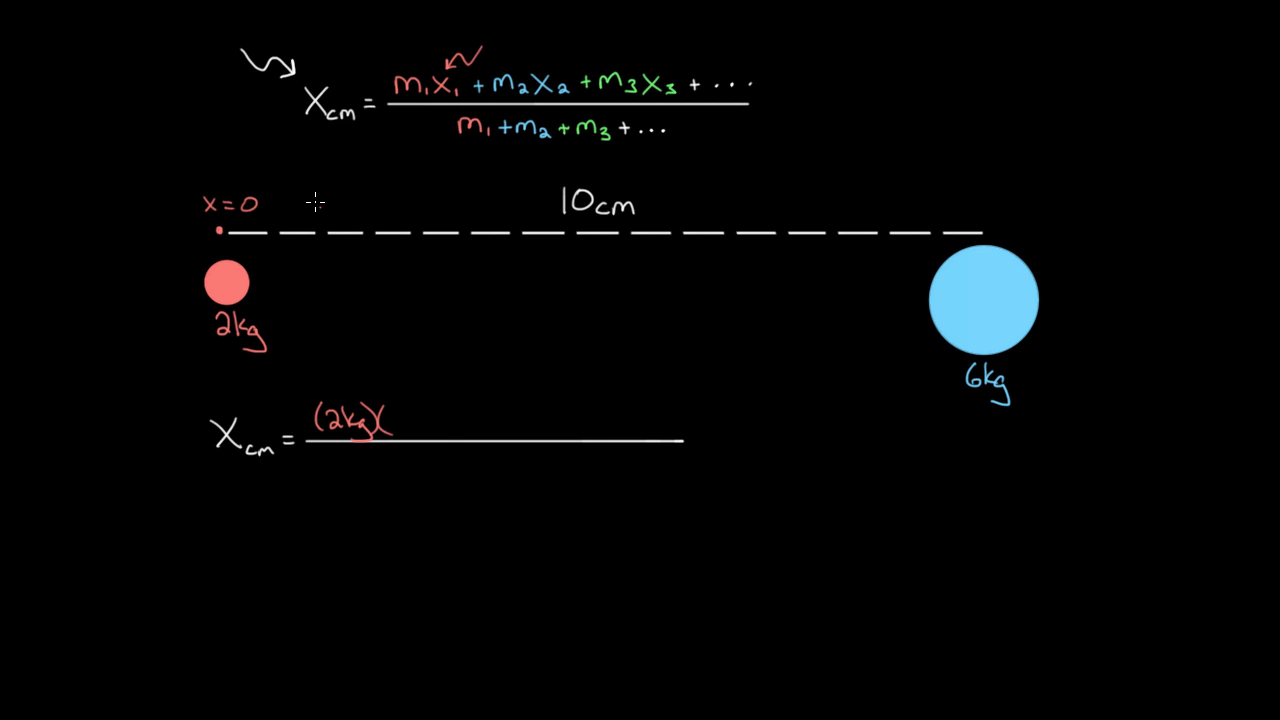 Xcm = m₁x₁ + m₂x₂ + m₃x₃ + ...
m₁ + m₂ + m₃ + ...
x=0
10cm
2kg
6kg
Xcm = (2kg)(